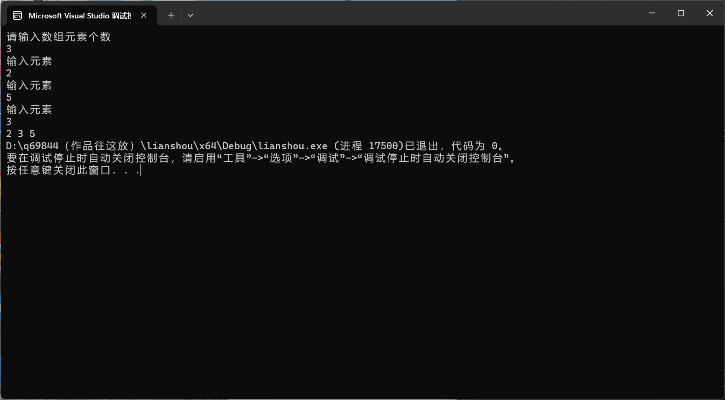 Microsoft Visual Studio 调试
请输入数组元素个数
3
输入元素
2
输入元素
5
输入元素
3
2 3 5
D:\q69844（作品往这放）\lianshou\x64\Debug\lianshou.exe (进程 17500)已退出，代码为 0。
要在调试停止时自动关闭控制台，请启用“工具”->“选项”->“调试”->“调试停止时自动关闭控制台”。
按任意键关闭此窗口. . .